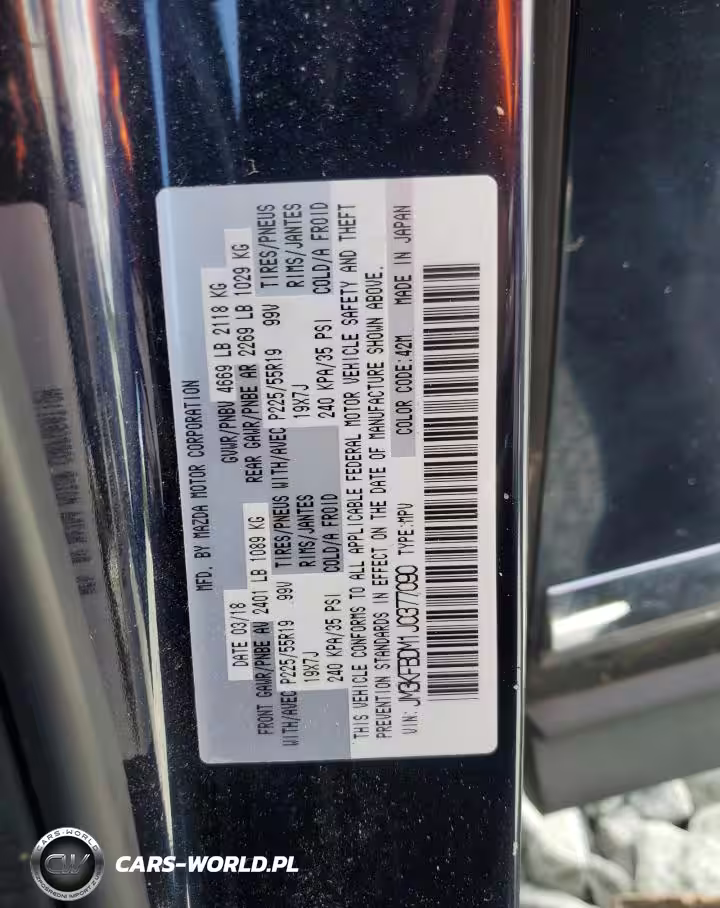 MFD. BY MAZDA MOTOR CORPORATION
DATE 03/18 GVWR/PNBV 4669 LB 2118 KG
FRONT GAWR/PNBE AV 2401 LB 1089 KG REAR GAWR/PNBE AR 2269 LB 1029 KG
WITH/AVEC P225/55R19 99V TIRES/PNEUS WITH/AVEC P225/55R19 99V TIRES/PNEUS
19X7J RIMS/JANTES 19X7J RIMS/JANTES
240 KPA/35 PSI COLD/A FROID 240 KPA/35 PSI COLD/A FROID
THIS VEHICLE CONFORMS TO ALL APPLICABLE FEDERAL MOTOR VEHICLE SAFETY AND THEFT
PREVENTION STANDARDS IN EFFECT ON THE DATE OF MANUFACTURE SHOWN ABOVE.
VIN: JM3KFBDM1J0377090 TYPE:MPV COLOR CODE:42M MADE IN JAPAN
CARS-WORLD
CW
CARS-WORLD.PL